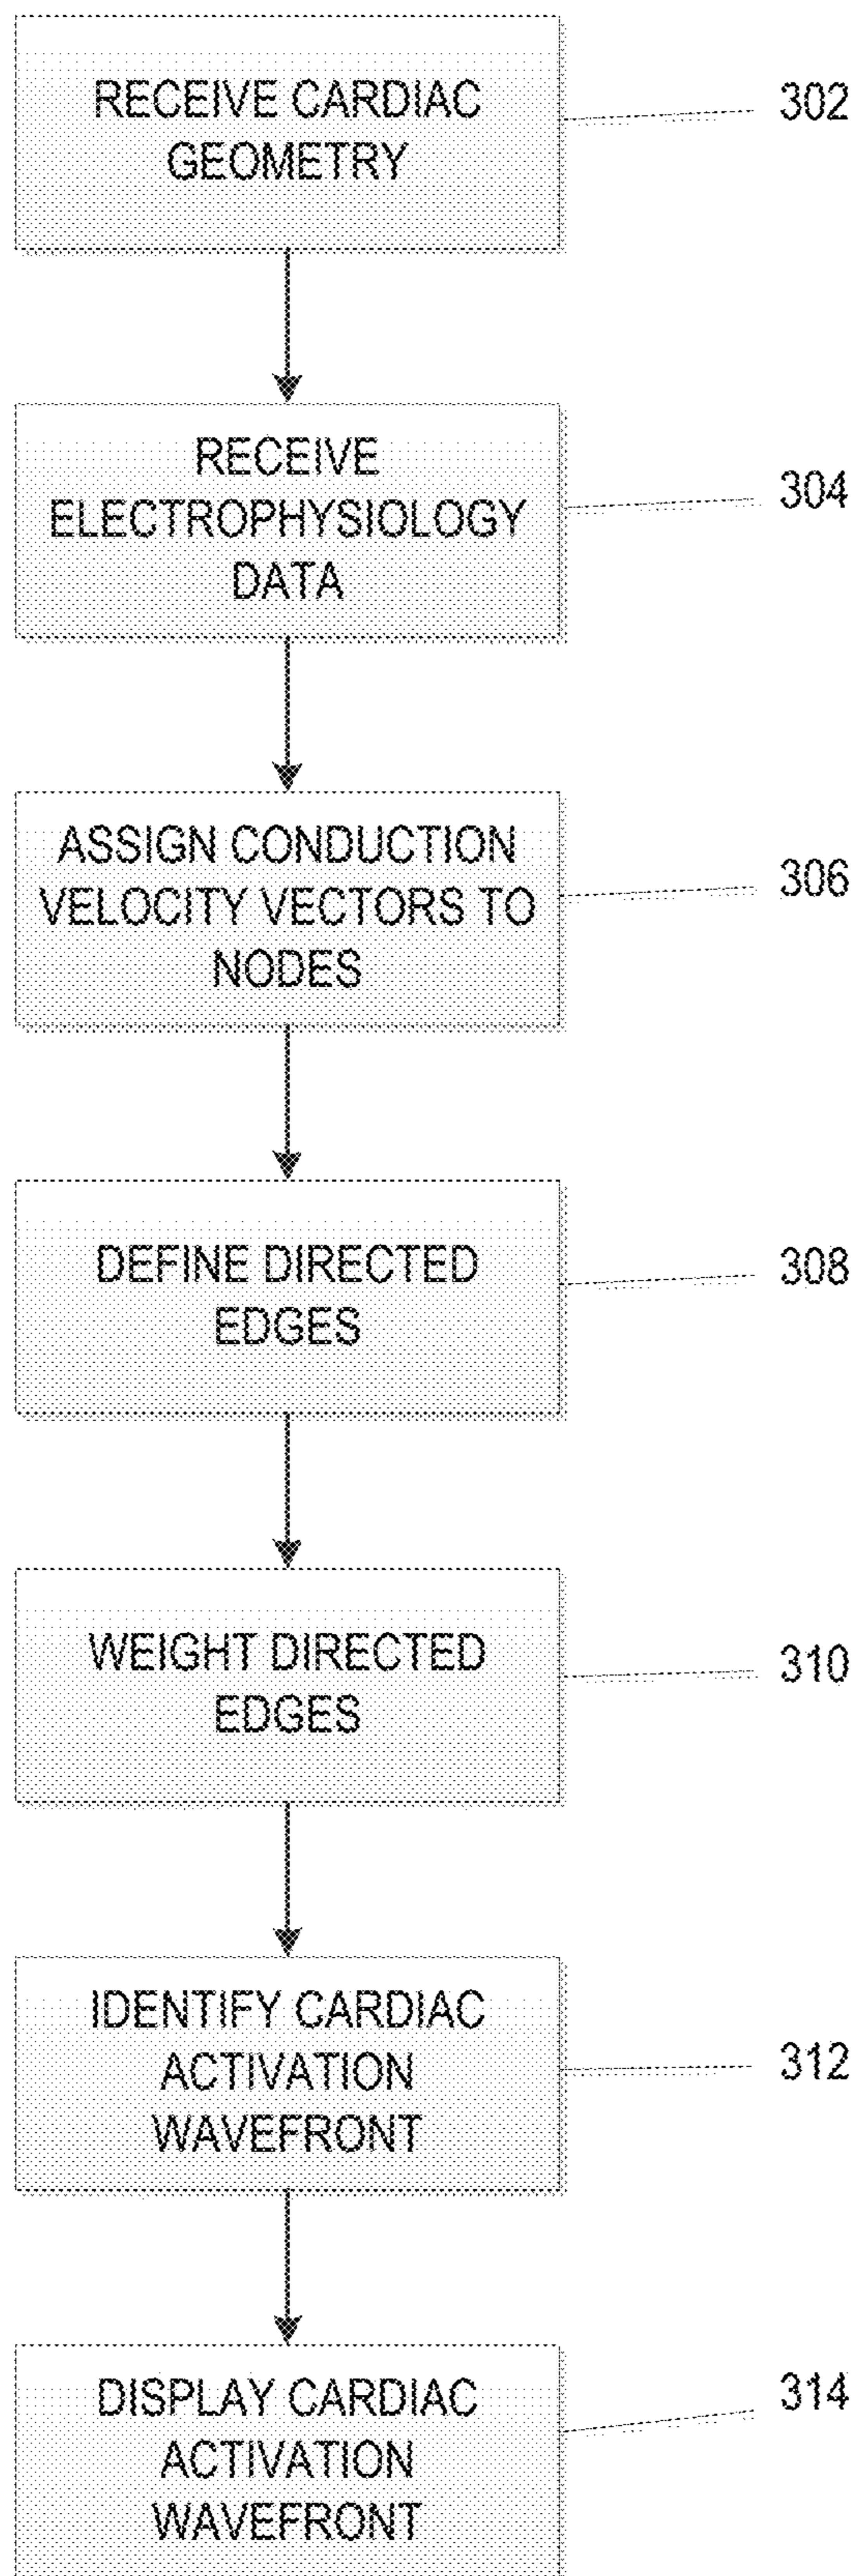 RECEIVE CARDIAC
GEOMETRY
302
RECEIVE
ELECTROPHYSIOLOGY
DATA
304
ASSIGN CONDUCTION
VELOCITY VECTORS TO
NODES
306
DEFINE DIRECTED
EDGES
308
WEIGHT DIRECTED
EDGES
310
IDENTIFY CARDIAC
ACTIVATION
WAVEFRONT
312
DISPLAY CARDIAC
ACTIVATION
WAVEFRONT
314